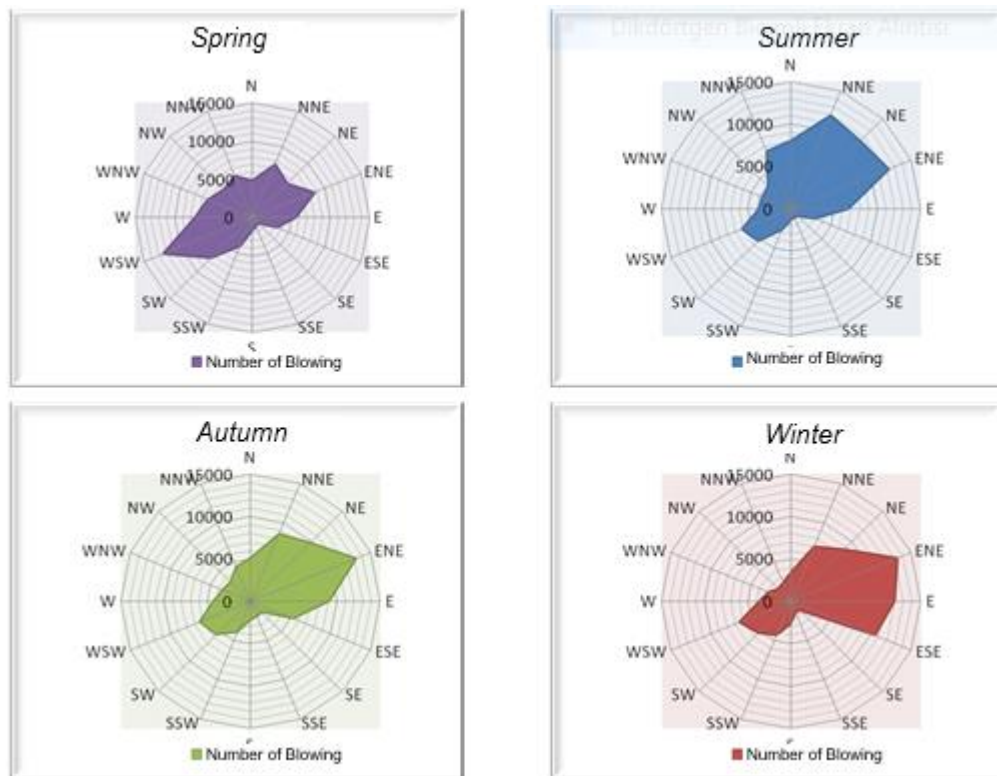 Spring
N
NNE
NE
ENE
E
ESE
SE
SSE
SSW
SW
WSW
W
WNW
NW
NNW
15000
10000
5000
0
Number of Blowing
Dikdörtgen
Ekran Alıntısı
Summer
N
NNE
NE
ENE
E
ESE
SE
SSE
SSW
SW
WSW
W
WNW
NW
NNW
15000
10000
5000
0
Number of Blowing
Autumn
N
NNE
NE
ENE
E
ESE
SE
SSE
SSW
SW
WSW
W
WNW
NW
NNW
15000
10000
5000
0
Number of Blowing
Winter
N
NNE
NE
ENE
E
ESE
SE
SSE
SSW
SW
WSW
W
WNW
NW
NNW
15000
10000
5000
0
Number of Blowing